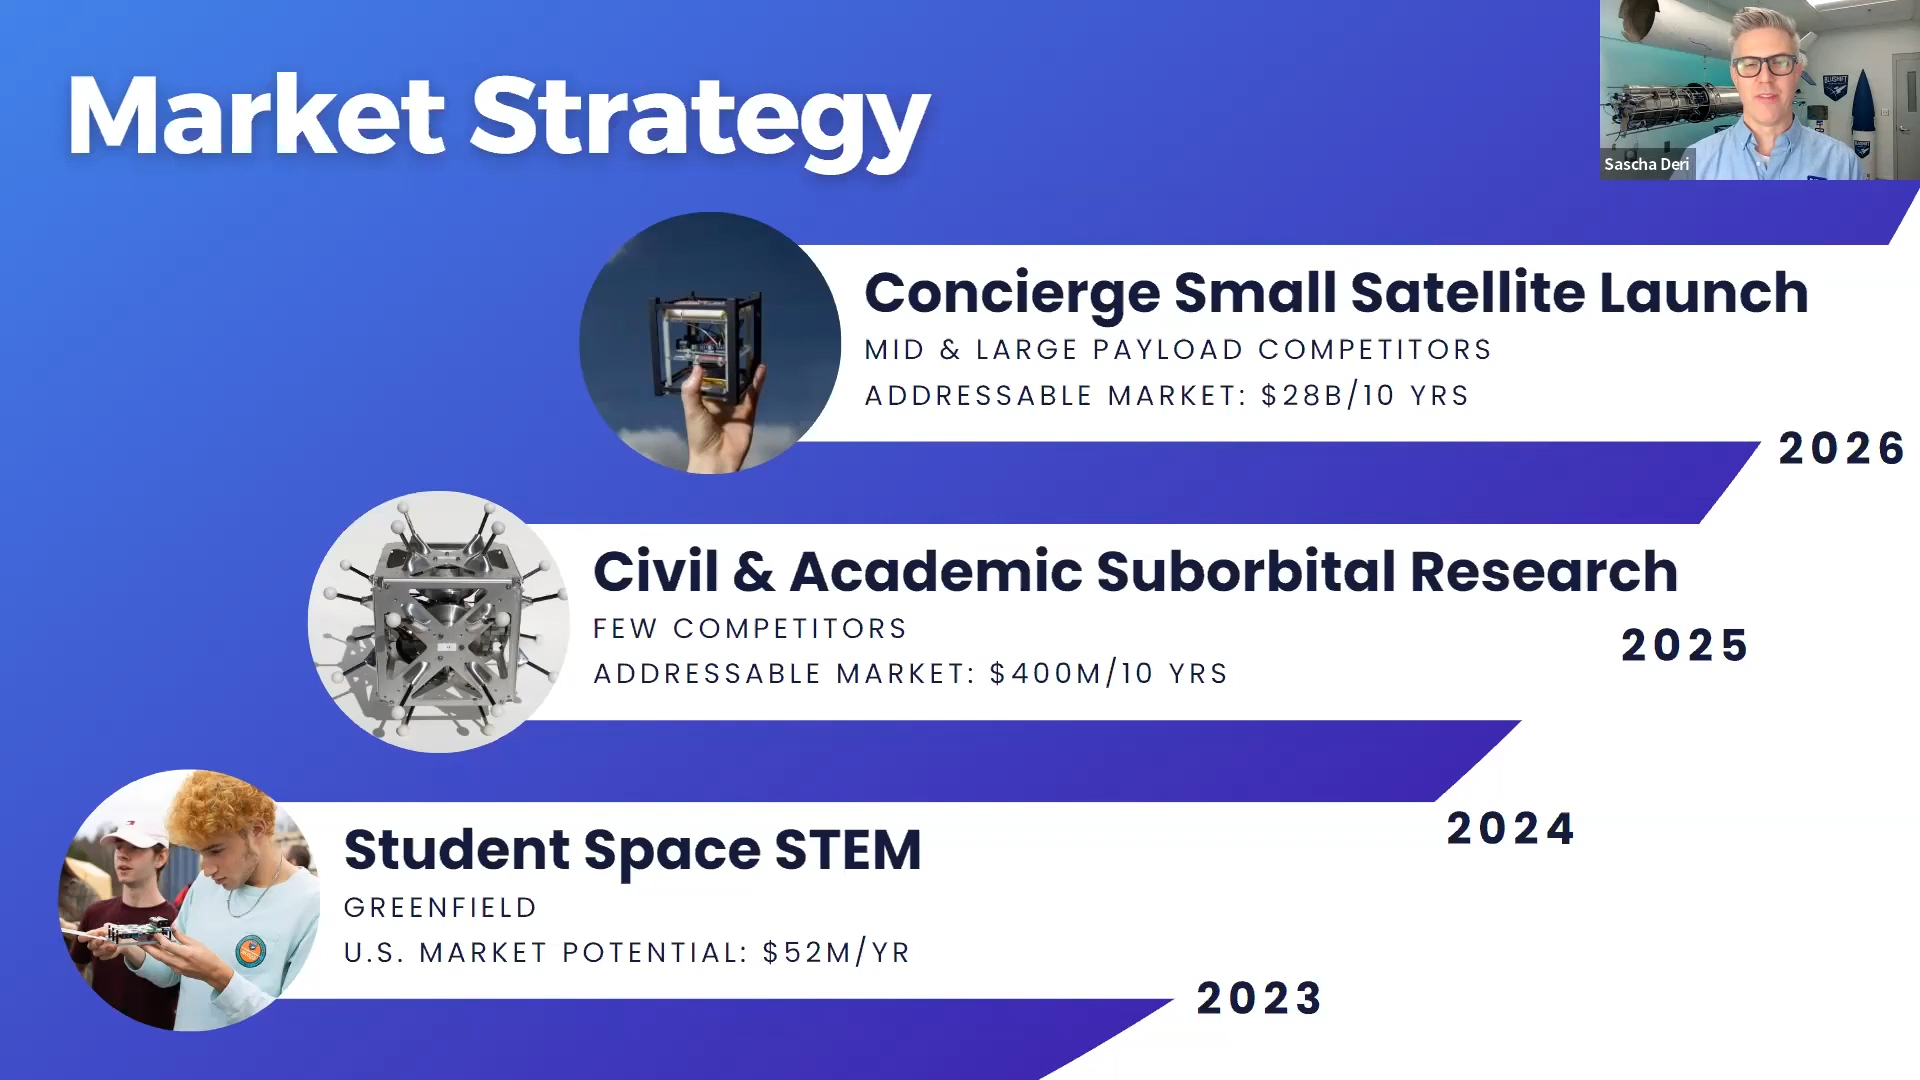 Market Strategy
Sascha Deri
BLUSHIFT
Concierge Small Satellite Launch
MID & LARGE PAYLOAD COMPETITORS
ADDRESSABLE MARKET: $28B/10 YRS
2026
Civil & Academic Suborbital Research
FEW COMPETITORS
ADDRESSABLE MARKET: $400M/10 YRS
2025
2024
Student Space STEM
GREENFIELD
U.S. MARKET POTENTIAL: $52M/YR
2023